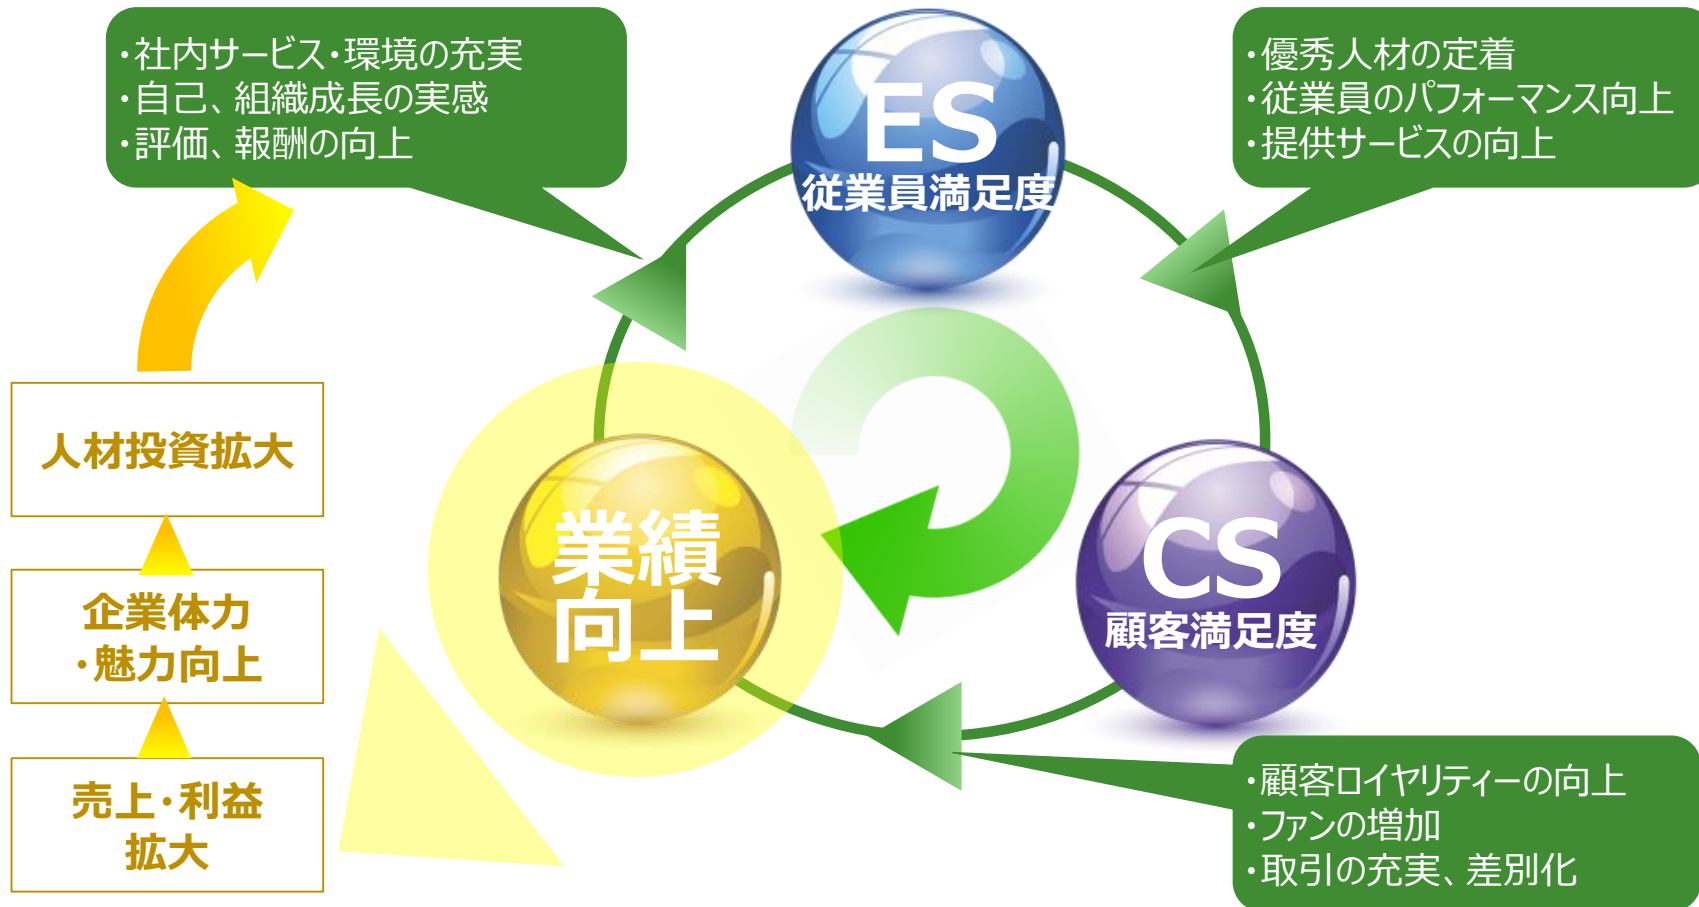 ・社内サービス・環境の充実
・自己、組織成長の実感
・評価、報酬の向上
ES
従業員満足度
・優秀人材の定着
・従業員のパフォーマンス向上
・提供サービスの向上
人材投資拡大
企業体力
・魅力向上
売上・利益
拡大
業績
向上
CS
顧客満足度
・顧客ロイヤリティーの向上
・ファンの増加
・取引の充実、差別化